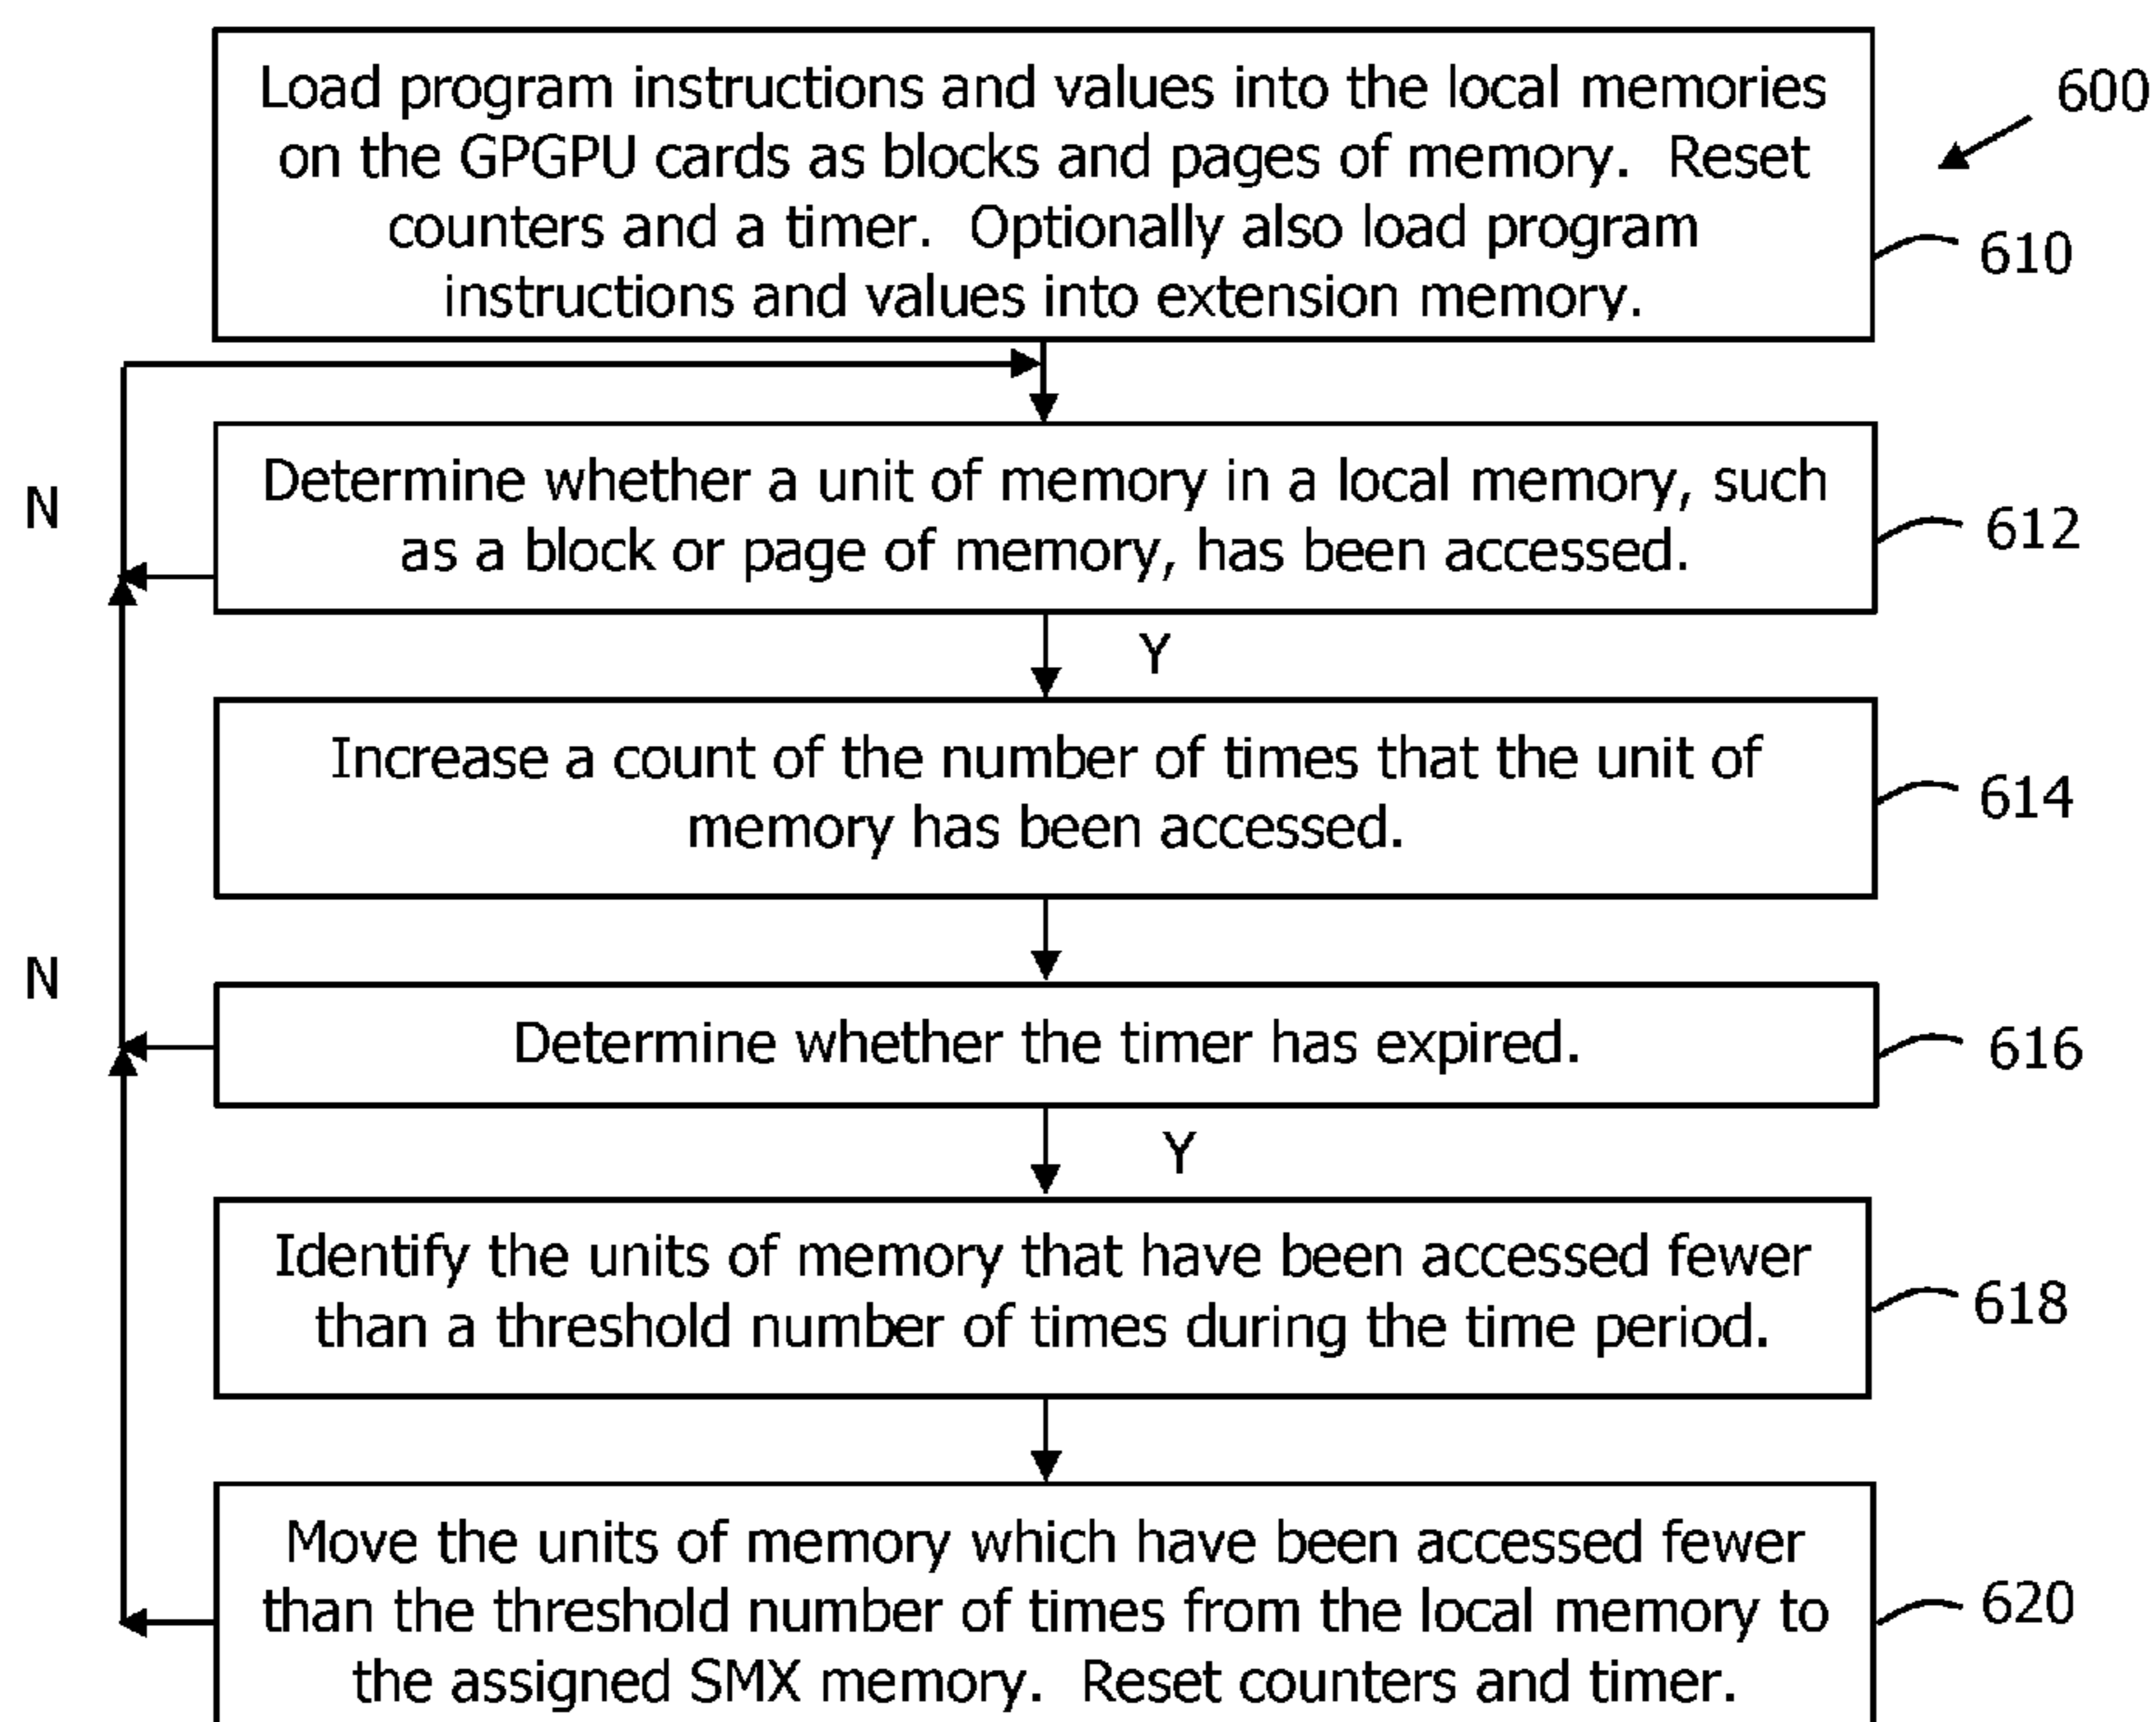 Load program instructions and values into the local memories
on the GPGPU cards as blocks and pages of memory. Reset
counters and a timer. Optionally also load program
instructions and values into extension memory.
600
610
Determine whether a unit of memory in a local memory, such
as a block or page of memory, has been accessed.
N
612
Y
Increase a count of the number of times that the unit of
memory has been accessed.
614
N
Determine whether the timer has expired.
616
Y
Identify the units of memory that have been accessed fewer
than a threshold number of times during the time period.
618
Move the units of memory which have been accessed fewer
than the threshold number of times from the local memory to
the assigned SMX memory. Reset counters and timer.
620